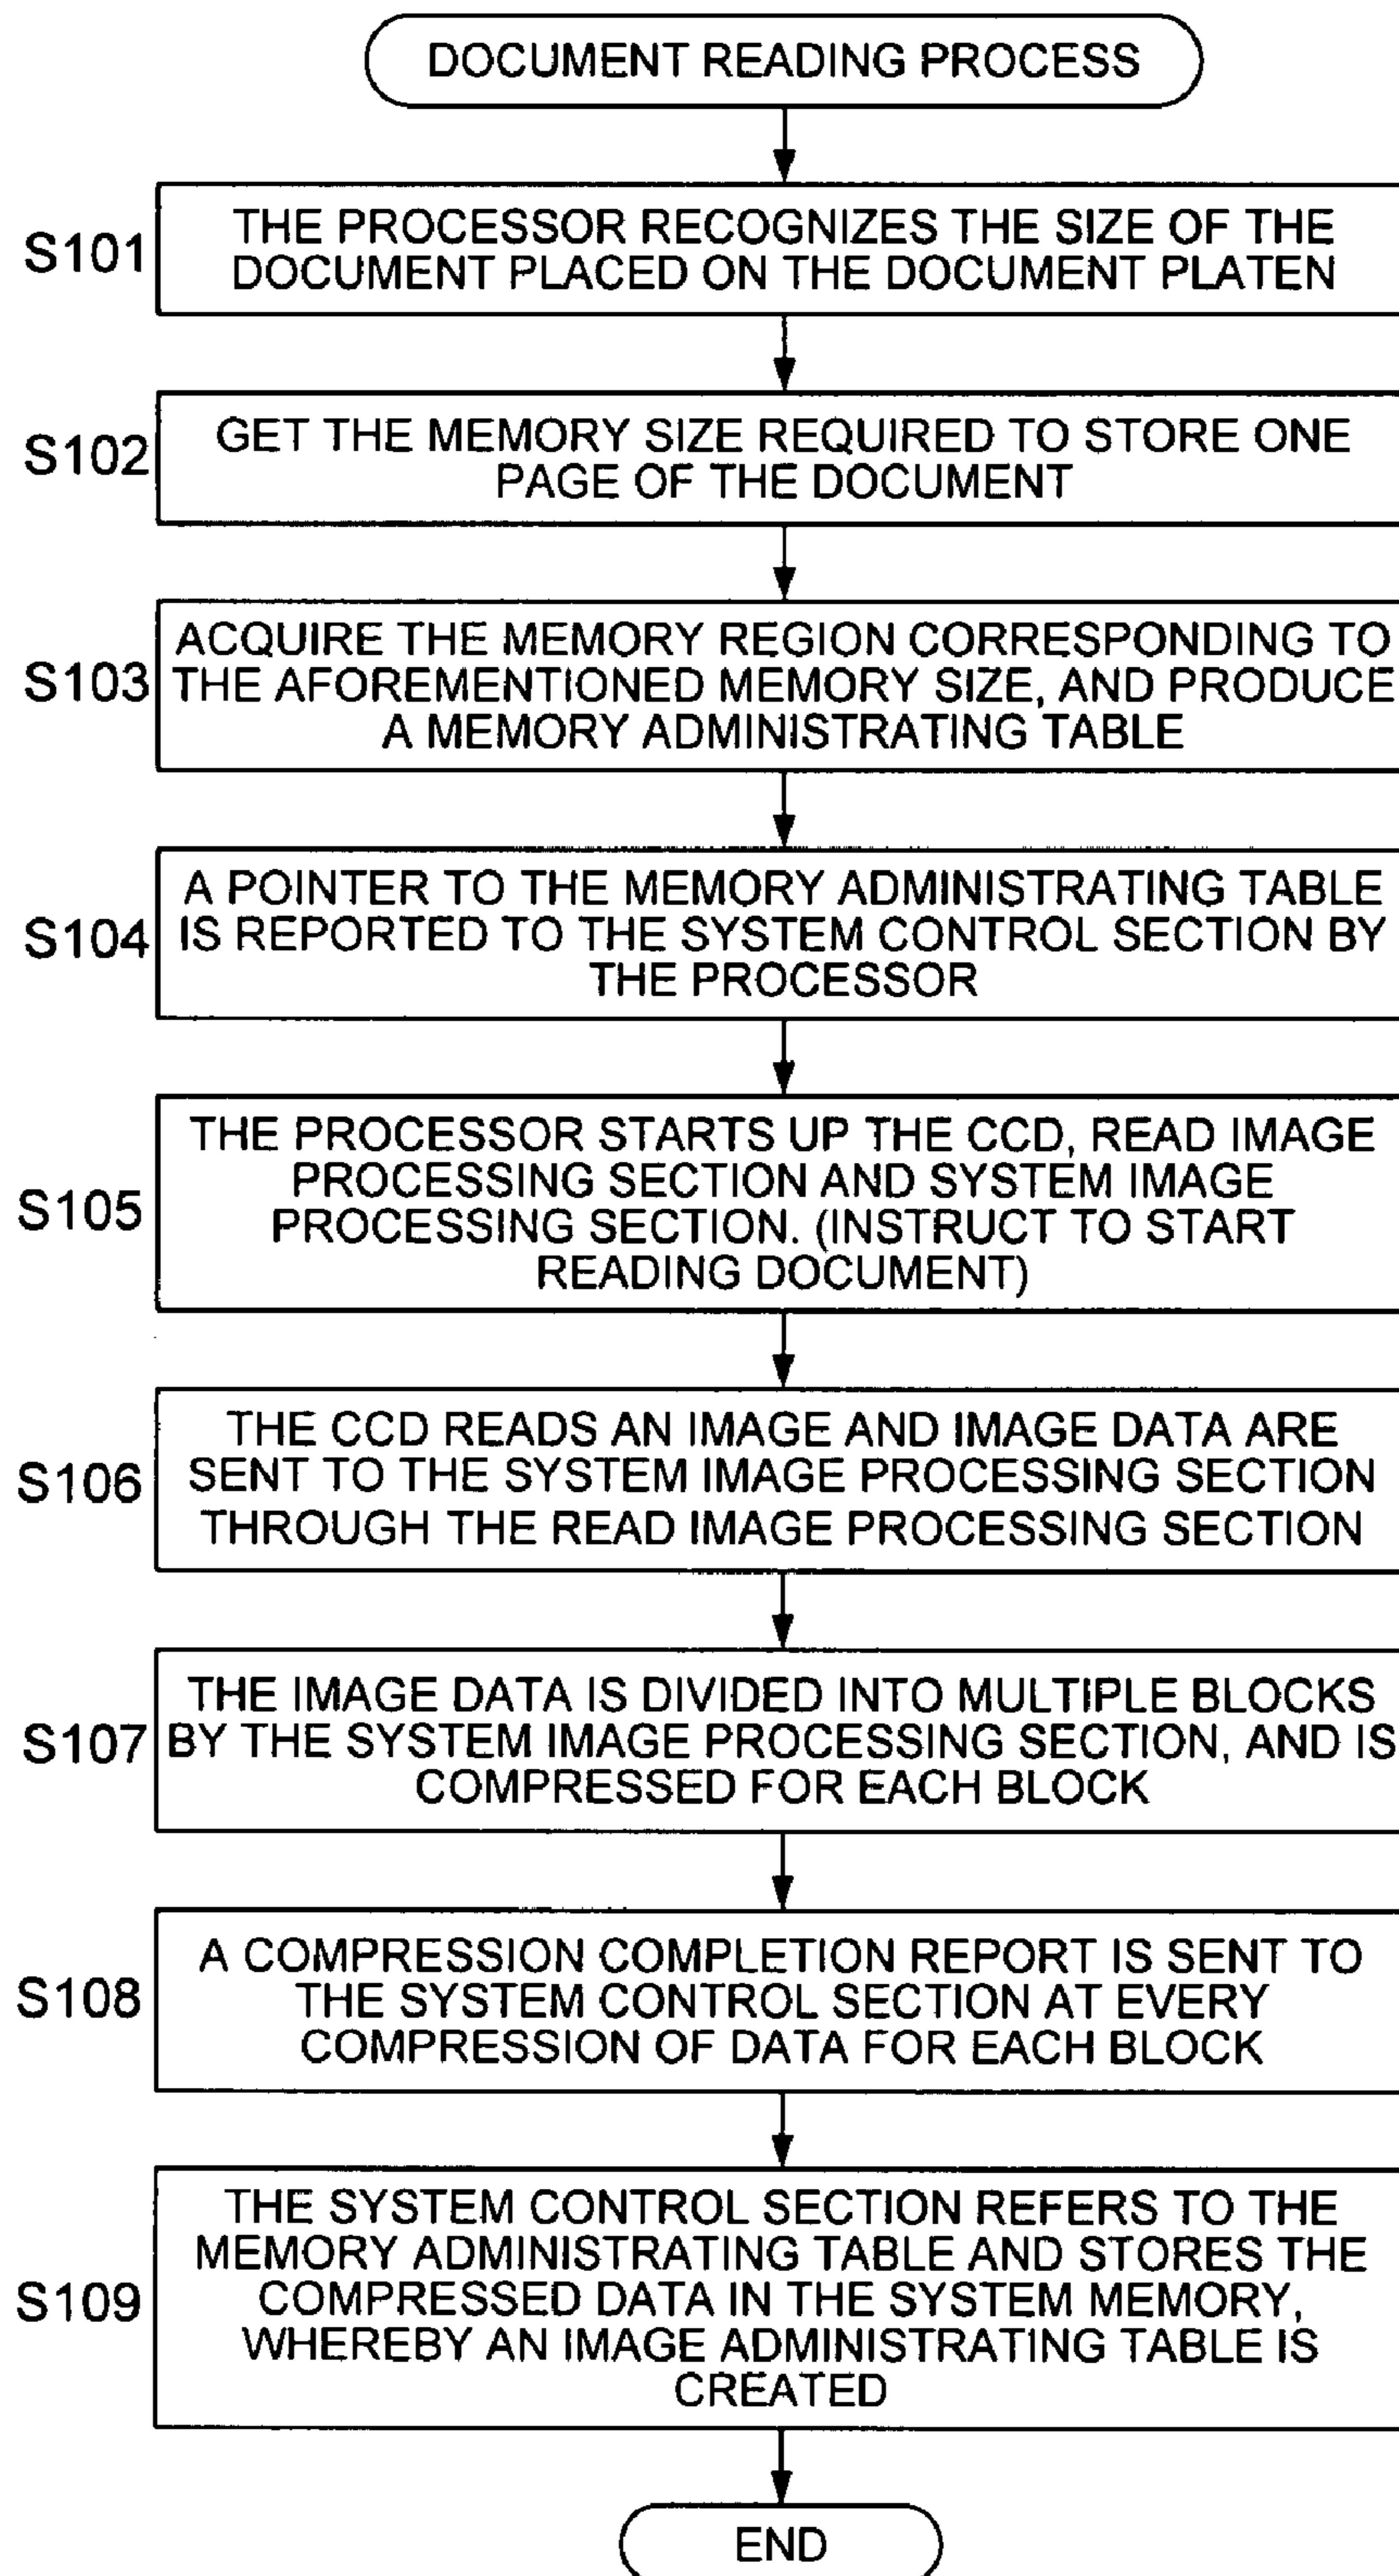 DOCUMENT READING PROCESS
S101
THE PROCESSOR RECOGNIZES THE SIZE OF THE
DOCUMENT PLACED ON THE DOCUMENT PLATEN
S102
GET THE MEMORY SIZE REQUIRED TO STORE ONE
PAGE OF THE DOCUMENT
S103
ACQUIRE THE MEMORY REGION CORRESPONDING TO
THE AFOREMENTIONED MEMORY SIZE, AND PRODUCE
A MEMORY ADMINISTRATING TABLE
S104
A POINTER TO THE MEMORY ADMINISTRATING TABLE
IS REPORTED TO THE SYSTEM CONTROL SECTION BY
THE PROCESSOR
S105
THE PROCESSOR STARTS UP THE CCD, READ IMAGE
PROCESSING SECTION AND SYSTEM IMAGE
PROCESSING SECTION. (INSTRUCT TO START
READING DOCUMENT)
S106
THE CCD READS AN IMAGE AND IMAGE DATA ARE
SENT TO THE SYSTEM IMAGE PROCESSING SECTION
THROUGH THE READ IMAGE PROCESSING SECTION
S107
THE IMAGE DATA IS DIVIDED INTO MULTIPLE BLOCKS
BY THE SYSTEM IMAGE PROCESSING SECTION, AND IS
COMPRESSED FOR EACH BLOCK
S108
A COMPRESSION COMPLETION REPORT IS SENT TO
THE SYSTEM CONTROL SECTION AT EVERY
COMPRESSION OF DATA FOR EACH BLOCK
S109
THE SYSTEM CONTROL SECTION REFERS TO THE
MEMORY ADMINISTRATING TABLE AND STORES THE
COMPRESSED DATA IN THE SYSTEM MEMORY,
WHEREBY AN IMAGE ADMINISTRATING TABLE IS
CREATED
END